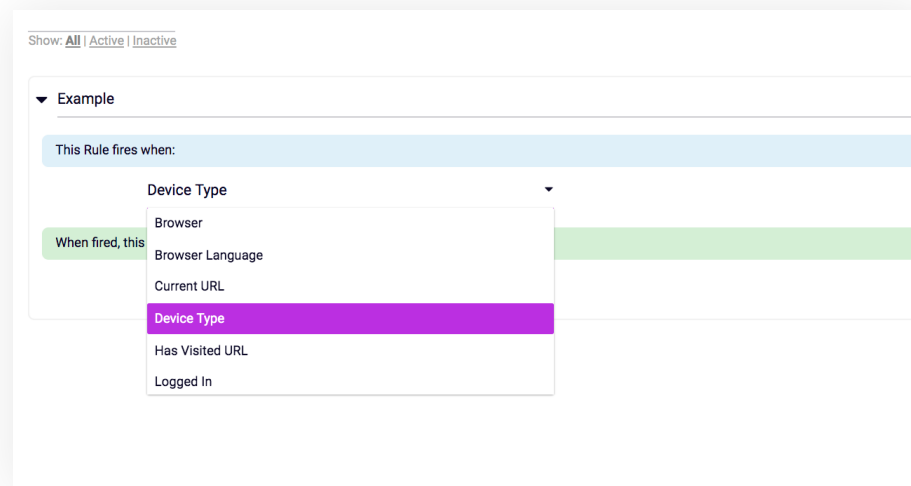 Show: All | Active | Inactive
Example
This Rule fires when:
Device Type
Browser
When fired, this
Browser Language
Current URL
Device Type
Has Visited URL
Logged In